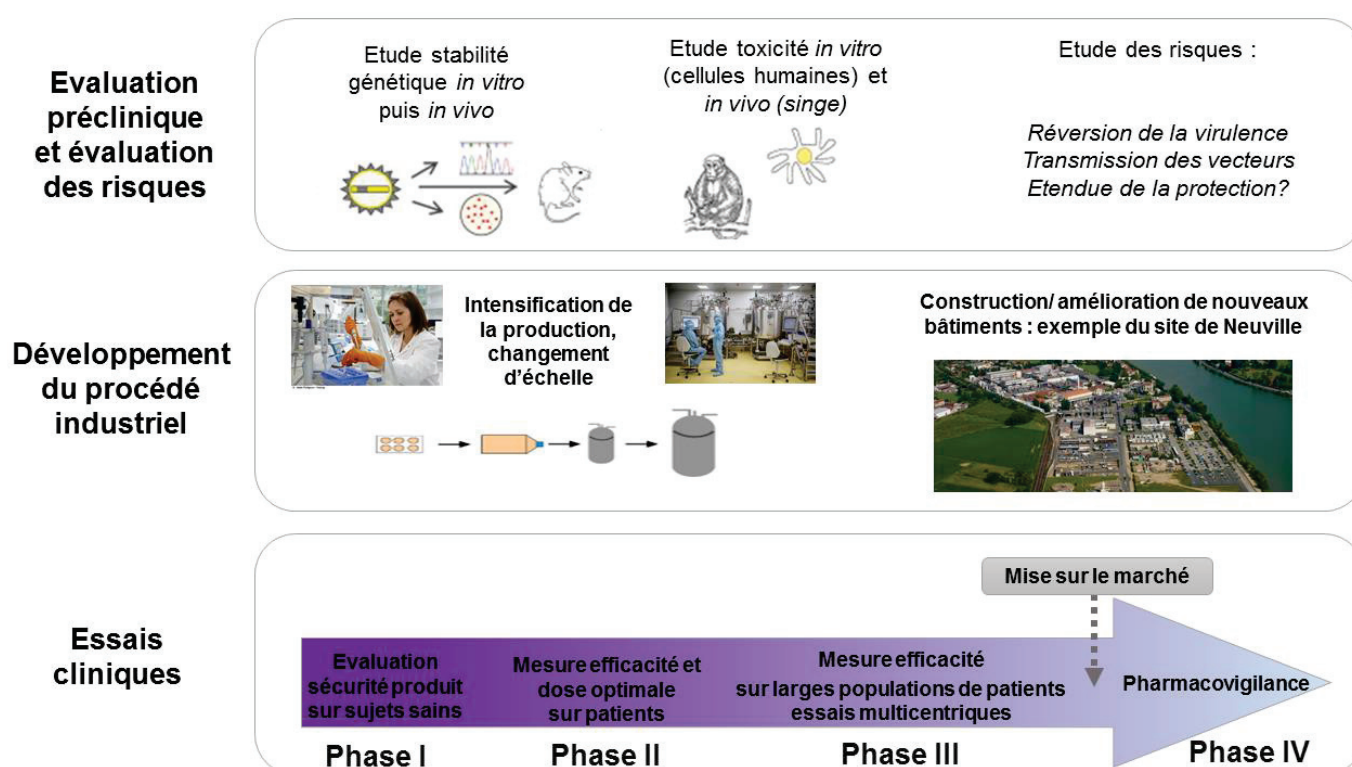 Evaluation
préclinique
et évaluation
des risques
Etude stabilité
génétique in vitro
puis in vivo
Etude toxicité in vitro
(cellules humaines) et
in vivo (singe)
Etude des risques :
Réversion de la virulence
Transmission des vecteurs
Etendue de la protection?
Développement
du procédé
industriel
Intensification de
la production,
changement
d'échelle
Construction/ amélioration de nouveaux
bâtiments : exemple du site de Neuville
Essais
cliniques
Mise sur le marché
Evaluation
sécurité produit
sur sujets sains
Mesure efficacité et
dose optimale
sur patients
Mesure efficacité
sur larges populations de patients
essais multicentriques
Pharmacovigilance
Phase I
Phase II
Phase III
Phase IV